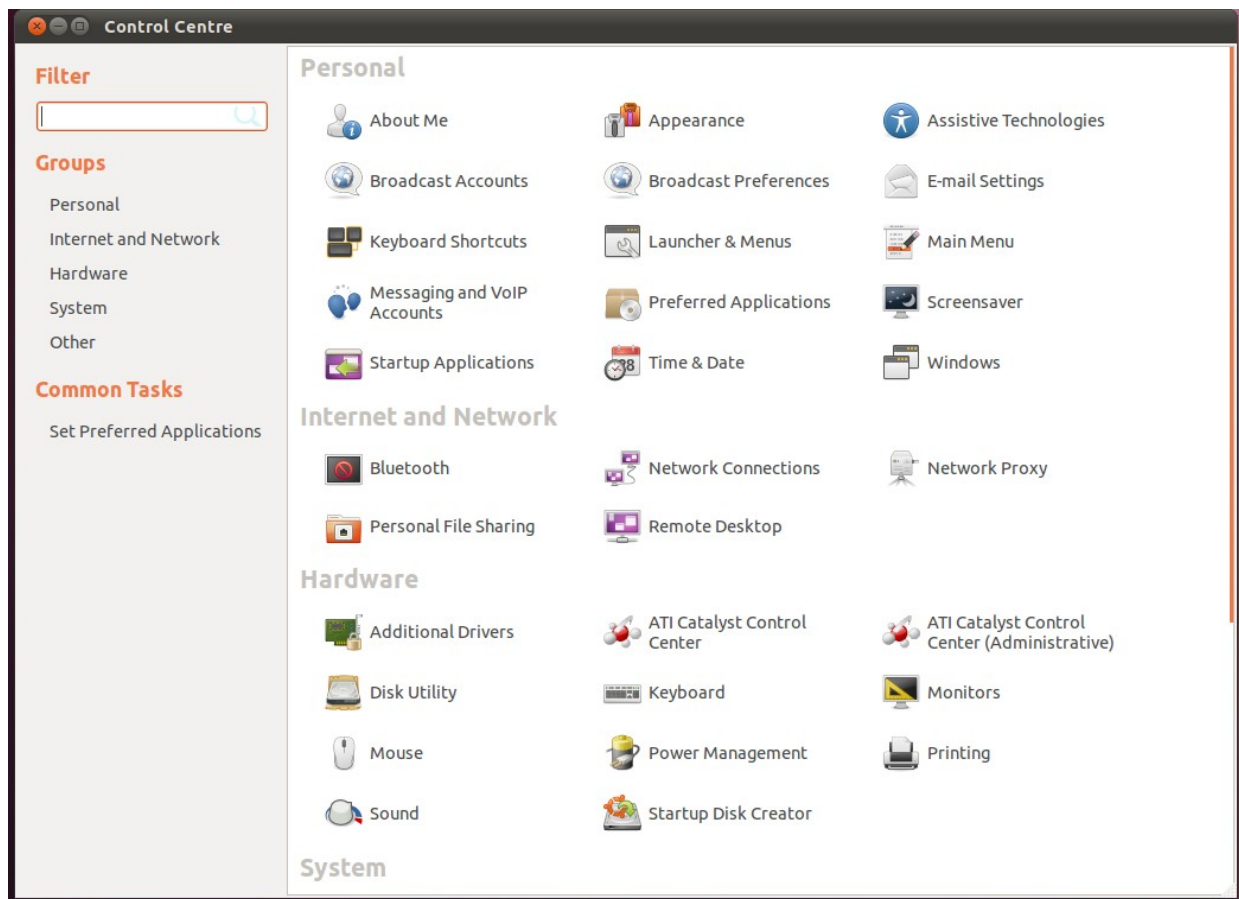 Control Centre
Filter
Groups
Personal
Internet and Network
Hardware
System
Other
Common Tasks
Set Preferred Applications
Personal
About Me
Appearance
Assistive Technologies
Broadcast Accounts
Broadcast Preferences
E-mail Settings
Keyboard Shortcuts
Launcher & Menus
Main Menu
Messaging and VoIP
Accounts
Preferred Applications
Screensaver
Startup Applications
Time & Date
Windows
Internet and Network
Bluetooth
Network Connections
Network Proxy
Personal File Sharing
Remote Desktop
Hardware
Additional Drivers
ATI Catalyst Control
Center
ATI Catalyst Control
Center (Administrative)
Disk Utility
Keyboard
Monitors
Mouse
Power Management
Printing
Sound
Startup Disk Creator
System